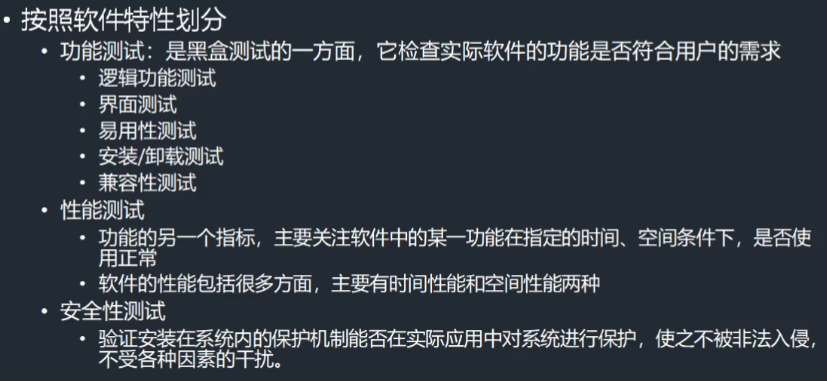 • 按照软件特性划分
• 功能测试：是黑盒测试的一方面，它检查实际软件的功能是否符合用户的需求
• 逻辑功能测试
• 界面测试
• 易用性测试
• 安装/卸载测试
• 兼容性测试
• 性能测试
• 功能的另一个指标，主要关注软件中的某一功能在指定的时间、空间条件下，是否使
用正常
• 软件的性能包括很多方面，主要有时间性能和空间性能两种
• 安全性测试
• 验证安装在系统内的保护机制能否在实际应用中对系统进行保护，使之不被非法入侵，
不受各种因素的干扰。